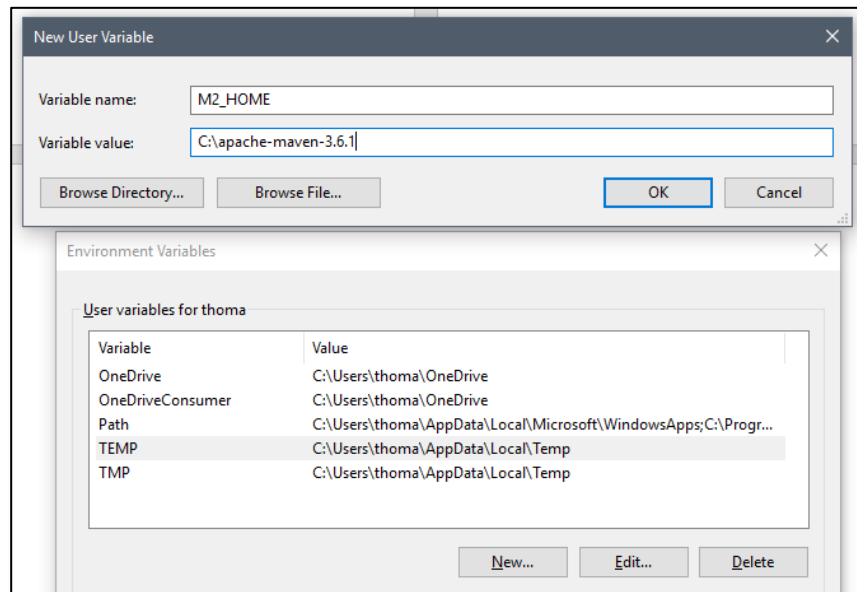 New User Variable
Variable name: M2_HOME
Variable value: C:\apache-maven-3.6.1
Browse Directory... Browse File... OK Cancel
Environment Variables
User variables for thoma
Variable Value
OneDrive C:\Users\thoma\OneDrive
OneDriveConsumer C:\Users\thoma\OneDrive
Path C:\Users\thoma\AppData\Local\Microsoft\WindowsApps;C:\Progr...
TEMP C:\Users\thoma\AppData\Local\Temp
TMP C:\Users\thoma\AppData\Local\Temp
New... Edit... Delete